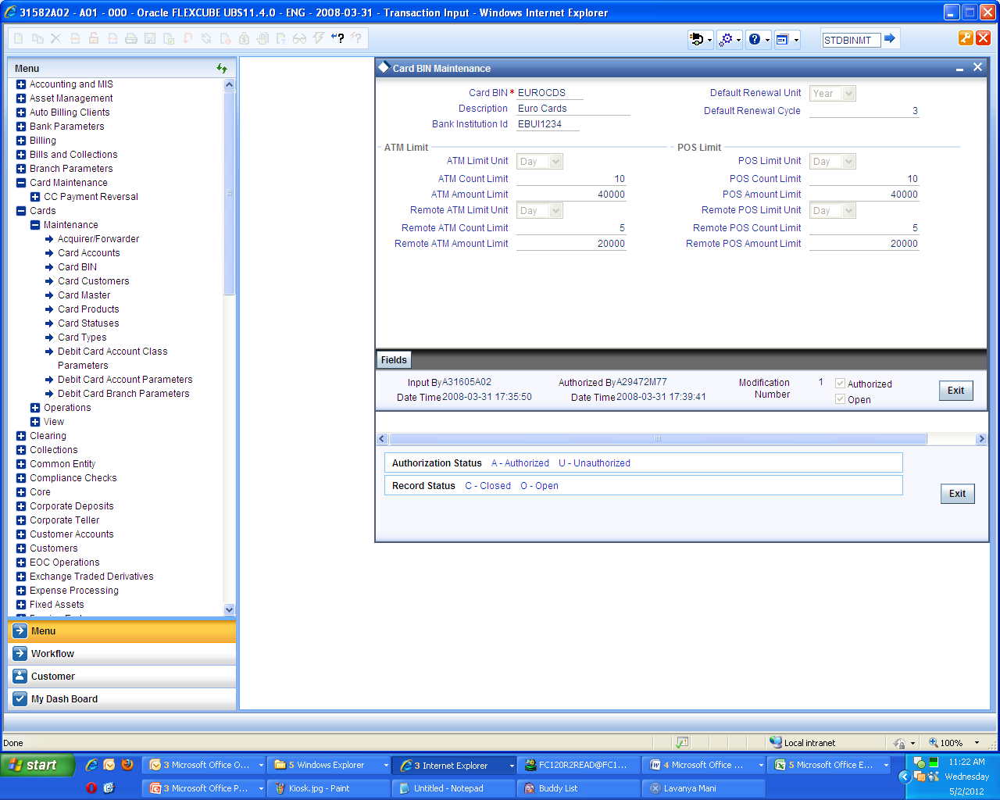 31582A02 - A01 - 000 - Oracle FLEXCUBE UBS11.4.0 - ENG - 2008-03-31 - Transaction Input - Windows Internet Explorer
STDBINMT
Menu
Accounting and MIS
Asset Management
Auto Billing Clients
Bank Parameters
Billing
Bills and Collections
Branch Parameters
Card Maintenance
CC Payment Reversal
Cards
Maintenance
Acquirer/Forwarder
Card Accounts
Card BIN
Card Customers
Card Master
Card Products
Card Statuses
Card Types
Debit Card Account Class
Parameters
Debit Card Account Parameters
Debit Card Branch Parameters
Operations
View
Clearing
Collections
Common Entity
Compliance Checks
Core
Corporate Deposits
Corporate Teller
Customer Accounts
Customers
EOC Operations
Exchange Traded Derivatives
Expense Processing
Fixed Assets
Menu
Workflow
Customer
My Dash Board
Card BIN Maintenance
Card BIN * EUROCDS
Description Euro Cards
Bank Institution Id EBUI1234
Default Renewal Unit Year
Default Renewal Cycle 3
ATM Limit
ATM Limit Unit Day
ATM Count Limit 10
ATM Amount Limit 40000
Remote ATM Limit Unit Day
Remote ATM Count Limit 5
Remote ATM Amount Limit 20000
POS Limit
POS Limit Unit Day
POS Count Limit 10
POS Amount Limit 40000
Remote POS Limit Unit Day
Remote POS Count Limit 5
Remote POS Amount Limit 20000
Fields
Input By A31605A02
Date Time 2008-03-31 17:35:50
Authorized By A29472M77
Date Time 2008-03-31 17:39:41
Modification 1
Number
Authorized
Open
Exit
Authorization Status A - Authorized U - Unauthorized
Record Status C - Closed O - Open
Exit
Done
Local intranet
100%
start
3 Microsoft Office O...
5 Windows Explorer
3 Internet Explorer
FC120R2READ@FC1...
4 Microsoft Office ...
5 Microsoft Office E...
11:22 AM
3 Microsoft Office P...
Kiosk.jpg - Paint
Untitled - Notepad
Buddy List
Lavanya Mani
Wednesday
5/2/2012